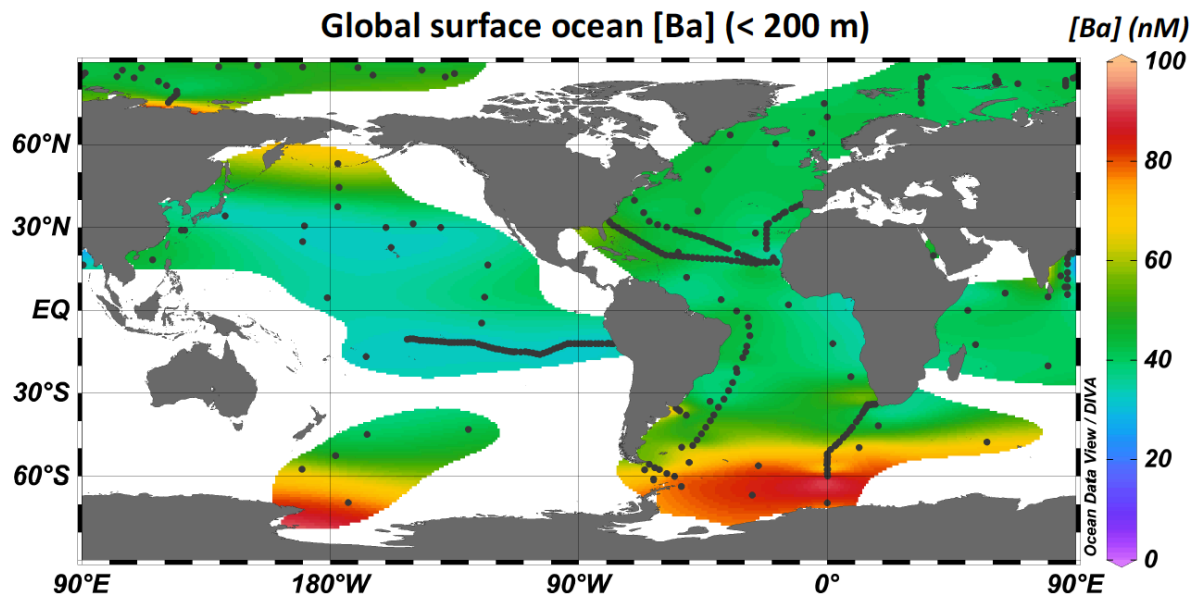 Global surface ocean [Ba] (< 200 m)
[Ba] (nM)
100
80
60
40
20
0
60°N
30°N
EQ
30°S
60°S
90°E
180°W
90°W
0°
90°E
Ocean Data View / DIVA